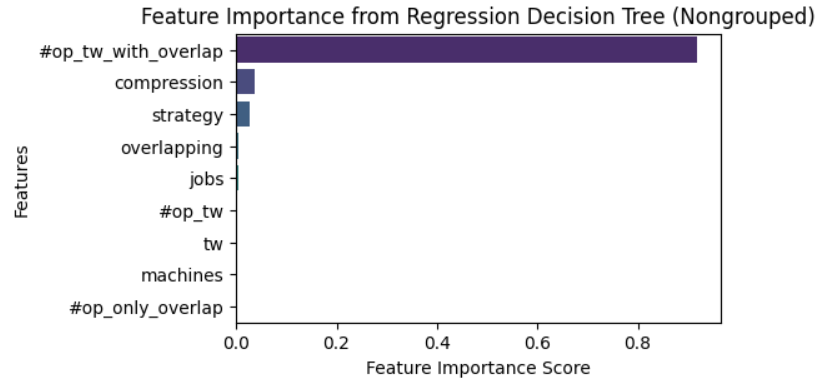 Feature Importance from Regression Decision Tree (Nongrouped)
#op_tw_with_overlap
compression
strategy
overlapping
jobs
#op_tw
tw
machines
#op_only_overlap
Features
0.0 0.2 0.4 0.6 0.8
Feature Importance Score